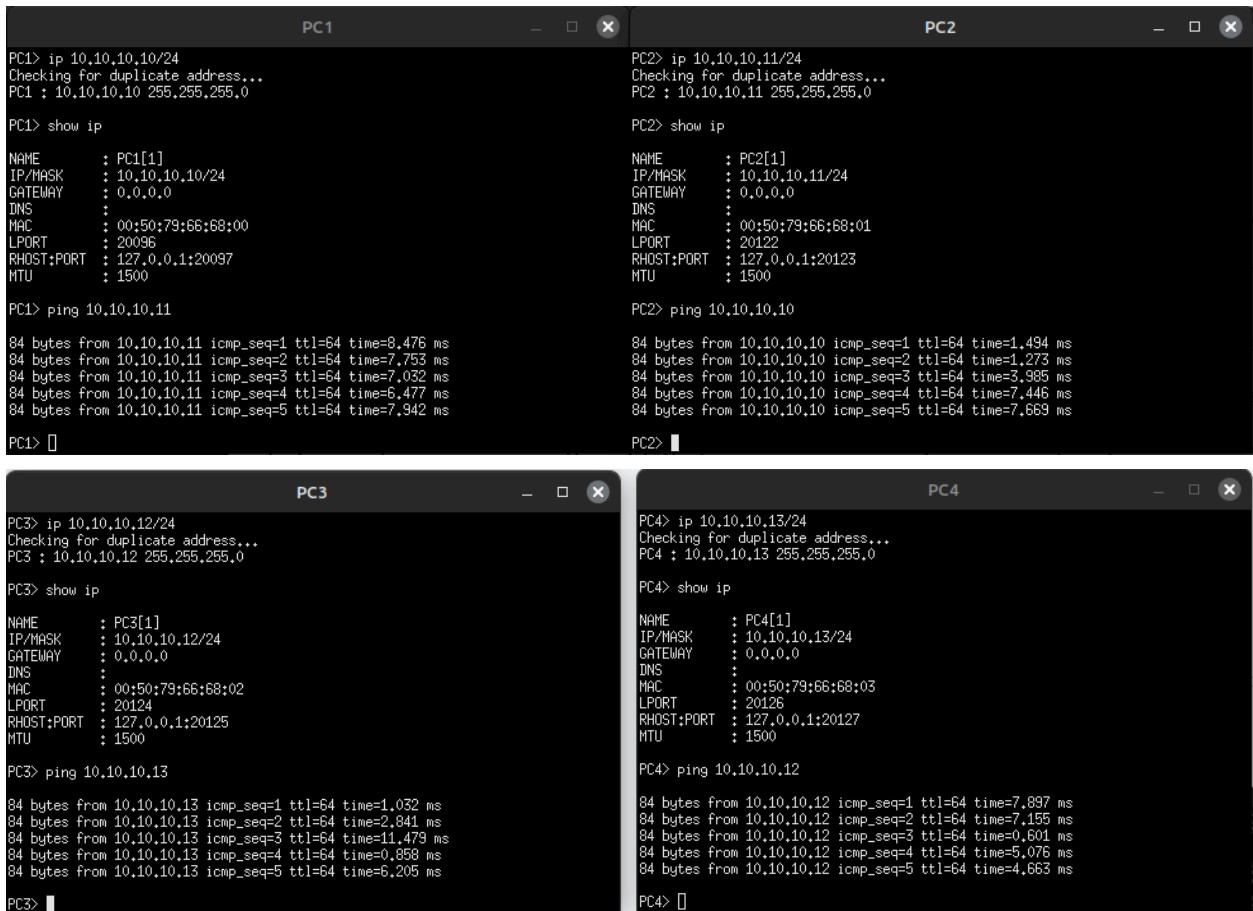 PC1
PC1> ip 10.10.10.10/24
Checking for duplicate address...
PC1 : 10.10.10.10 255.255.255.0
PC1> show ip
NAME : PC1[1]
IP/MASK : 10.10.10.10/24
GATEWAY : 0.0.0.0
DNS :
MAC : 00:50:79:66:68:00
LPORT : 20096
RHOST:PORT : 127.0.0.1:20097
MTU : 1500
PC1> ping 10.10.10.11
84 bytes from 10.10.10.11 icmp_seq=1 ttl=64 time=8.476 ms
84 bytes from 10.10.10.11 icmp_seq=2 ttl=64 time=7.753 ms
84 bytes from 10.10.10.11 icmp_seq=3 ttl=64 time=7.032 ms
84 bytes from 10.10.10.11 icmp_seq=4 ttl=64 time=6.477 ms
84 bytes from 10.10.10.11 icmp_seq=5 ttl=64 time=7.942 ms
PC1>
PC2
PC2> ip 10.10.10.11/24
Checking for duplicate address...
PC2 : 10.10.10.11 255.255.255.0
PC2> show ip
NAME : PC2[1]
IP/MASK : 10.10.10.11/24
GATEWAY : 0.0.0.0
DNS :
MAC : 00:50:79:66:68:01
LPORT : 20122
RHOST:PORT : 127.0.0.1:20123
MTU : 1500
PC2> ping 10.10.10.10
84 bytes from 10.10.10.10 icmp_seq=1 ttl=64 time=1.494 ms
84 bytes from 10.10.10.10 icmp_seq=2 ttl=64 time=1.273 ms
84 bytes from 10.10.10.10 icmp_seq=3 ttl=64 time=3.985 ms
84 bytes from 10.10.10.10 icmp_seq=4 ttl=64 time=7.446 ms
84 bytes from 10.10.10.10 icmp_seq=5 ttl=64 time=7.669 ms
PC2>
PC3
PC3> ip 10.10.10.12/24
Checking for duplicate address...
PC3 : 10.10.10.12 255.255.255.0
PC3> show ip
NAME : PC3[1]
IP/MASK : 10.10.10.12/24
GATEWAY : 0.0.0.0
DNS :
MAC : 00:50:79:66:68:02
LPORT : 20124
RHOST:PORT : 127.0.0.1:20125
MTU : 1500
PC3> ping 10.10.10.13
84 bytes from 10.10.10.13 icmp_seq=1 ttl=64 time=1.032 ms
84 bytes from 10.10.10.13 icmp_seq=2 ttl=64 time=2.841 ms
84 bytes from 10.10.10.13 icmp_seq=3 ttl=64 time=11.479 ms
84 bytes from 10.10.10.13 icmp_seq=4 ttl=64 time=0.858 ms
84 bytes from 10.10.10.13 icmp_seq=5 ttl=64 time=6.205 ms
PC3>
PC4
PC4> ip 10.10.10.13/24
Checking for duplicate address...
PC4 : 10.10.10.13 255.255.255.0
PC4> show ip
NAME : PC4[1]
IP/MASK : 10.10.10.13/24
GATEWAY : 0.0.0.0
DNS :
MAC : 00:50:79:66:68:03
LPORT : 20126
RHOST:PORT : 127.0.0.1:20127
MTU : 1500
PC4> ping 10.10.10.12
84 bytes from 10.10.10.12 icmp_seq=1 ttl=64 time=7.897 ms
84 bytes from 10.10.10.12 icmp_seq=2 ttl=64 time=7.155 ms
84 bytes from 10.10.10.12 icmp_seq=3 ttl=64 time=0.601 ms
84 bytes from 10.10.10.12 icmp_seq=4 ttl=64 time=5.076 ms
84 bytes from 10.10.10.12 icmp_seq=5 ttl=64 time=4.663 ms
PC4>